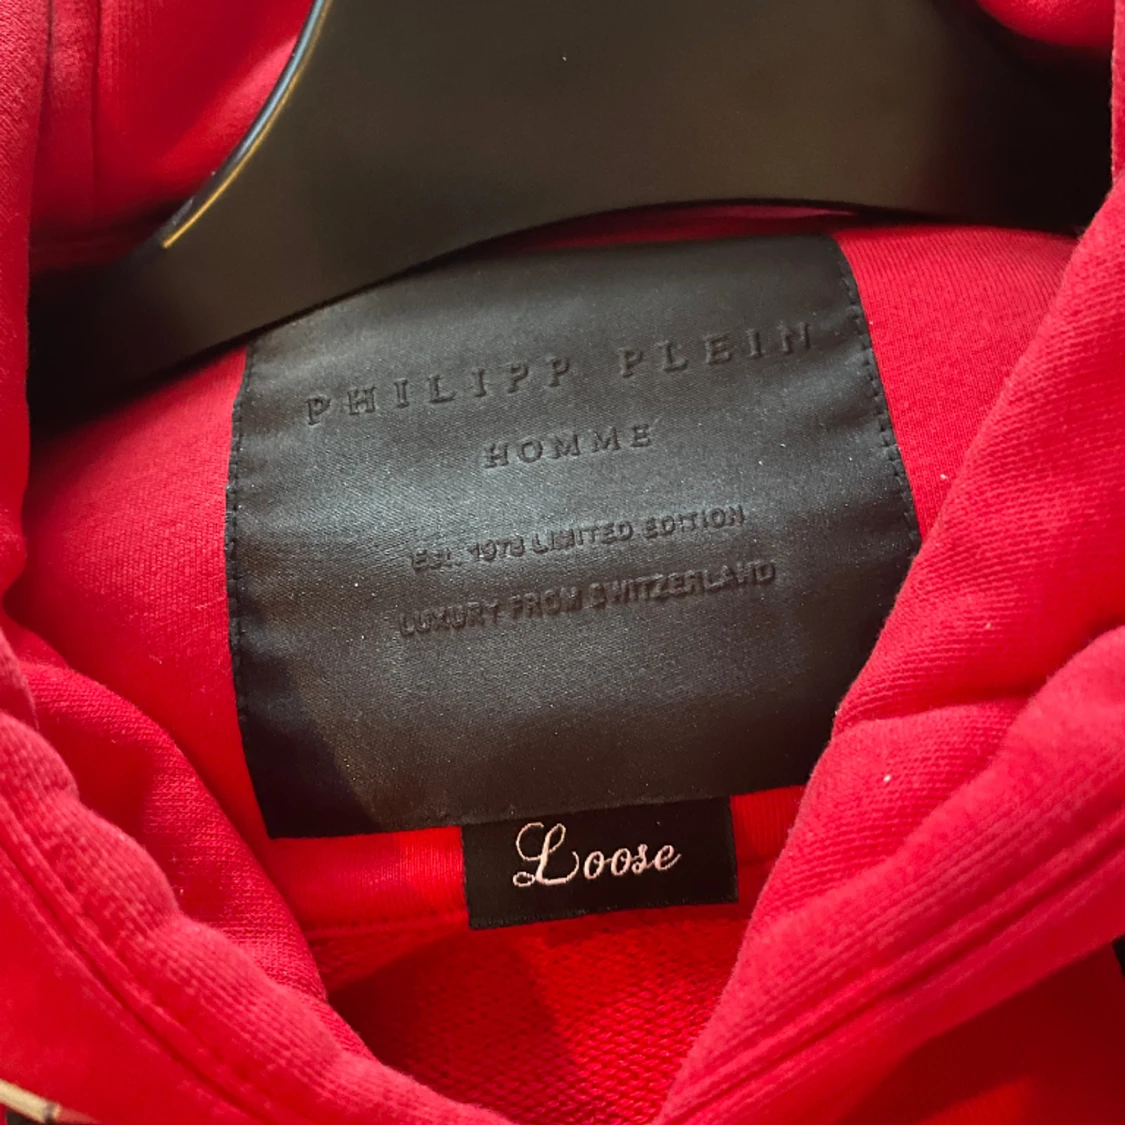 PHILIPP PLEIN
HOMME
EST. 1978 LIMITED EDITION
LUXURY FROM SWITZERLAND
Loose